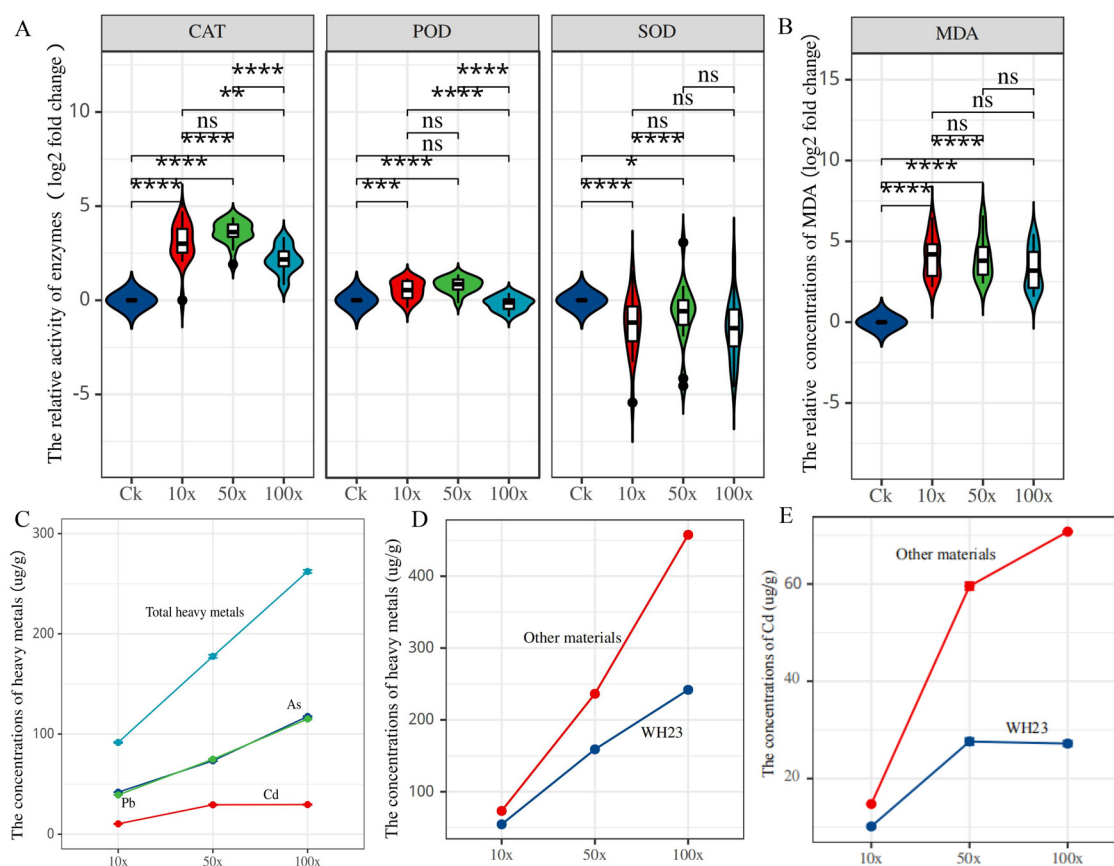 A
CAT
POD
SOD
B
MDA
The relative activity of enzymes ( log2 fold change )
10
5
0
-5
****
**
ns
****
****
****
****
****
ns
ns
****
***
ns
ns
ns
****
*
****
Ck 10x 50x 100x
Ck 10x 50x 100x
Ck 10x 50x 100x
The relative concentrations of MDA (log2 fold change)
15
10
5
0
-5
ns
ns
ns
****
****
****
Ck 10x 50x 100x
C
The concentrations of heavy metals (ug/g)
300
200
100
0
Total heavy metals
As
Pb
Cd
10x 50x 100x
D
The concentrations of heavy metals (ug/g)
400
300
200
100
Other materials
WH23
10x 50x 100x
E
The concentrations of Cd (ug/g)
60
40
20
Other materials
WH23
10x 50x 100x